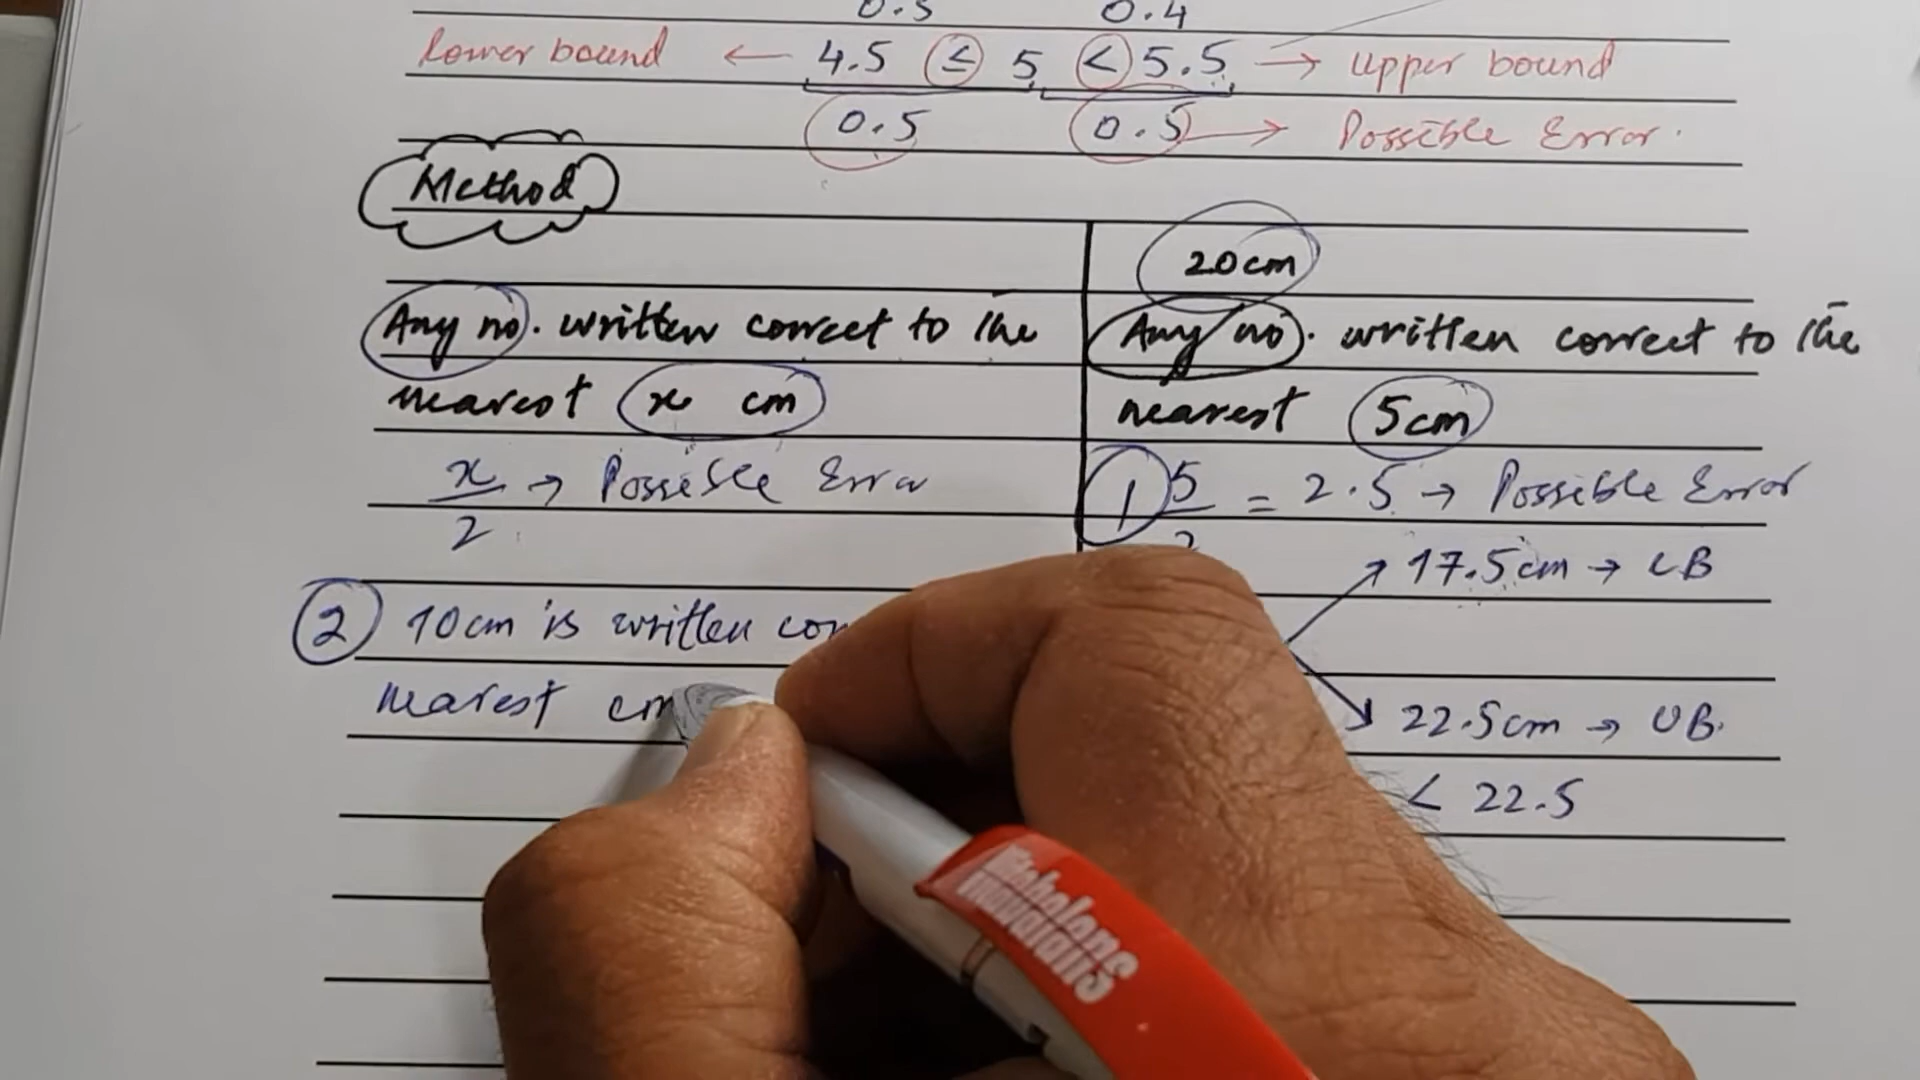 0.5 0.4
Lower bound ← 4.5 ≤ 5 < 5.5 → Upper bound
0.5 0.5 → Possible Error.
Method
20cm
Any no. written correct to the
nearest x cm
x/2 → Possible Error
Any no. written correct to the
nearest 5cm
1 5/2 = 2.5 → Possible Error
17.5cm → LB
22.5cm → UB.
< 22.5
2 10cm is written
nearest cm